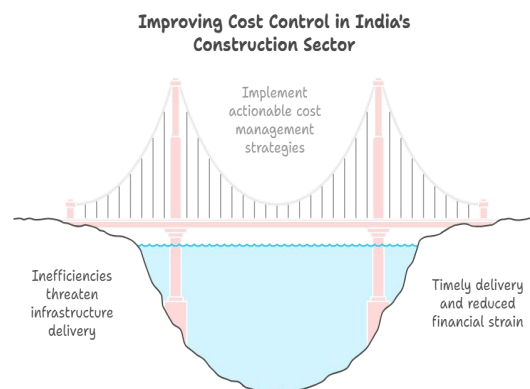 Improving Cost Control in India's
Construction Sector
Implement
actionable cost
management
strategies
Inefficiencies
threaten
infrastructure
delivery
Timely delivery
and reduced
financial strain